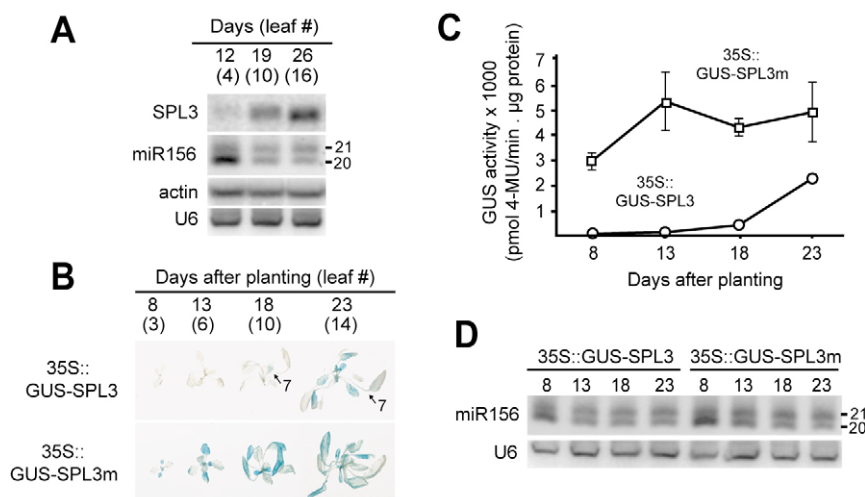 A
Days (leaf #)
12 19 26
(4) (10) (16)
SPL3
miR156
21
20
actin
U6
B
Days after planting (leaf #)
8 13 18 23
(3) (6) (10) (14)
35S::
GUS-SPL3
7
7
35S::
GUS-SPL3m
C
GUS activity x 1000
(pmol 4-MU/min . µg protein)
7
6
5
4
3
2
1
35S::
GUS-SPL3m
35S::
GUS-SPL3
8 13 18 23
Days after planting
D
35S::GUS-SPL3 35S::GUS-SPL3m
8 13 18 23 8 13 18 23
miR156
21
20
U6